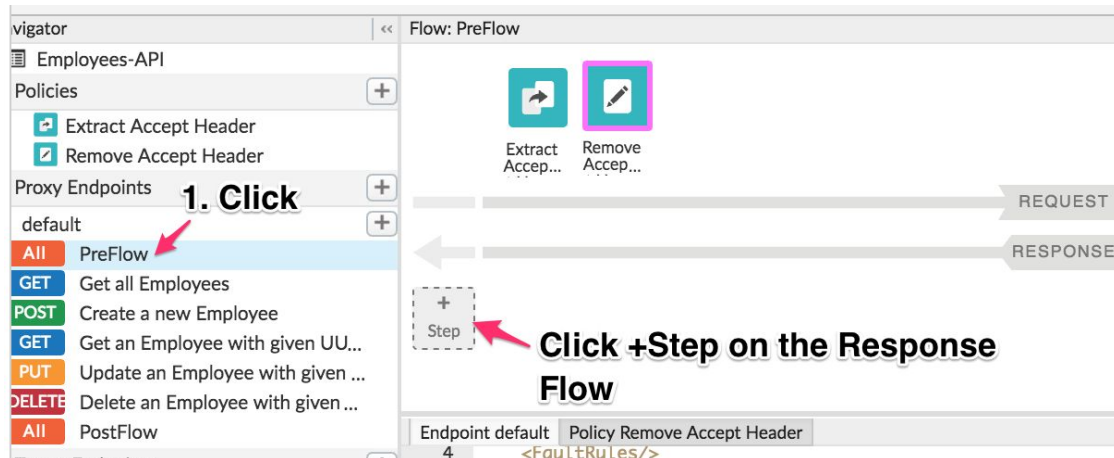 vigator
<<
Flow: PreFlow
Employees-API
Policies
+
Extract Accept Header
Remove Accept Header
Extract
Accep...
Remove
Accep...
Proxy Endpoints
+
1. Click
default
+
REQUEST
All PreFlow
RESPONSE
GET Get all Employees
POST Create a new Employee
GET Get an Employee with given UU...
PUT Update an Employee with given ...
DELETE Delete an Employee with given ...
All PostFlow
+
Step
Click +Step on the Response
Flow
Endpoint default
Policy Remove Accept Header
4 <FaultRules/>